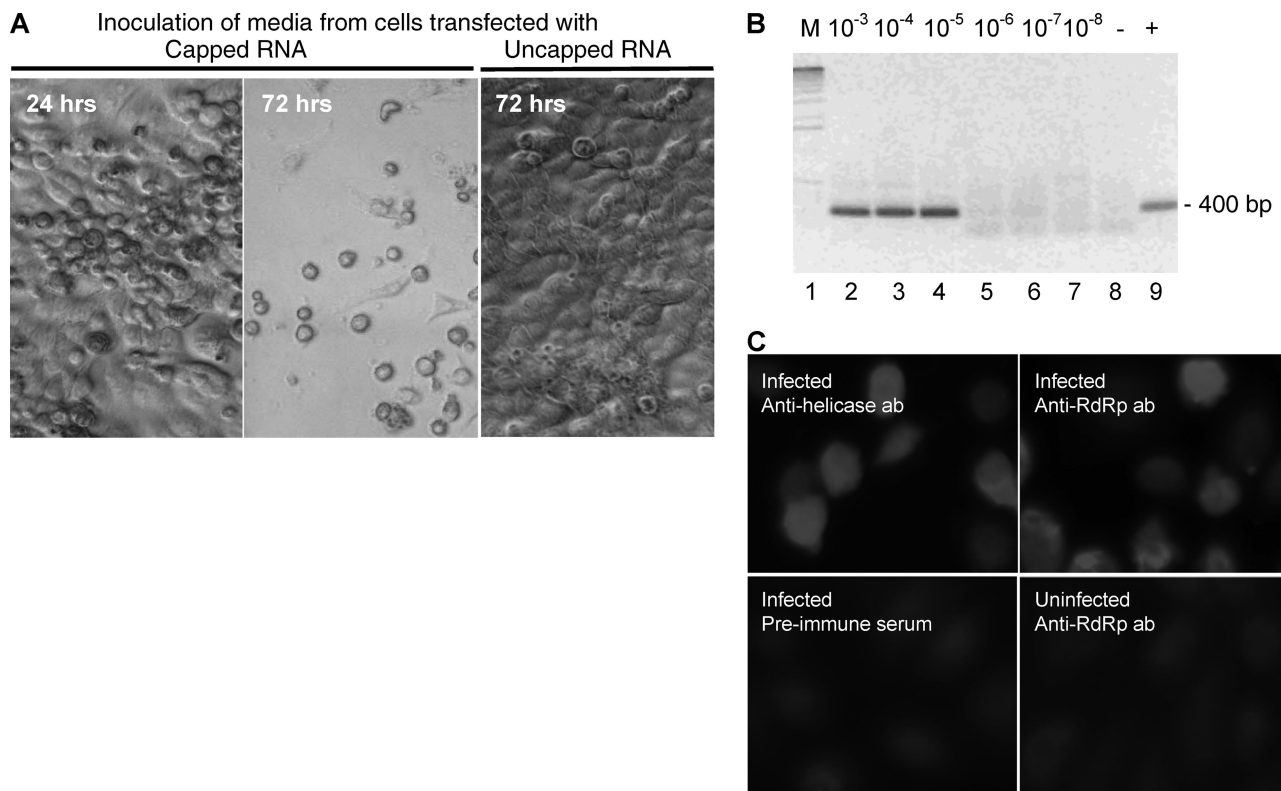 A
Inoculation of media from cells transfected with
Capped RNA
Uncapped RNA
24 hrs
72 hrs
72 hrs
B
M 10-3 10-4 10-5 10-6 10-7 10-8 - +
- 400 bp
1 2 3 4 5 6 7 8 9
C
Infected
Anti-helicase ab
Infected
Anti-RdRp ab
Infected
Pre-immune serum
Uninfected
Anti-RdRp ab